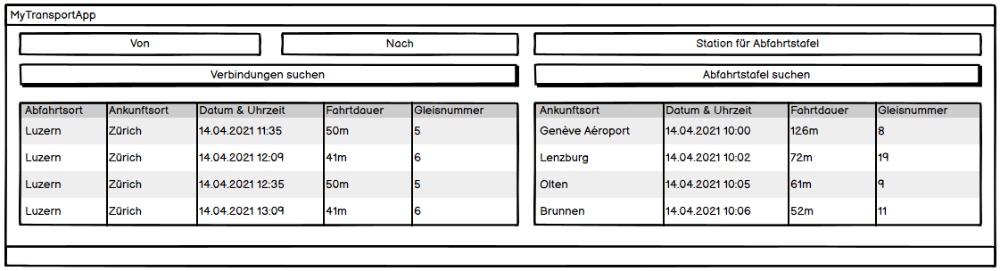 MyTransportApp
Von Nach Station für Abfahrtstafel
Verbindungen suchen Abfahrtstafel suchen
Abfahrtsort Ankunftsort Datum & Uhrzeit Fahrtdauer Gleisnummer
Luzern Zürich 14.04.2021 11:35 50m 5
Luzern Zürich 14.04.2021 12:09 41m 6
Luzern Zürich 14.04.2021 12:35 50m 5
Luzern Zürich 14.04.2021 13:09 41m 6
Ankunftsort Datum & Uhrzeit Fahrtdauer Gleisnummer
Genève Aéroport 14.04.2021 10:00 126m 8
Lenzburg 14.04.2021 10:02 72m 19
Olten 14.04.2021 10:05 61m 9
Brunnen 14.04.2021 10:06 52m 11